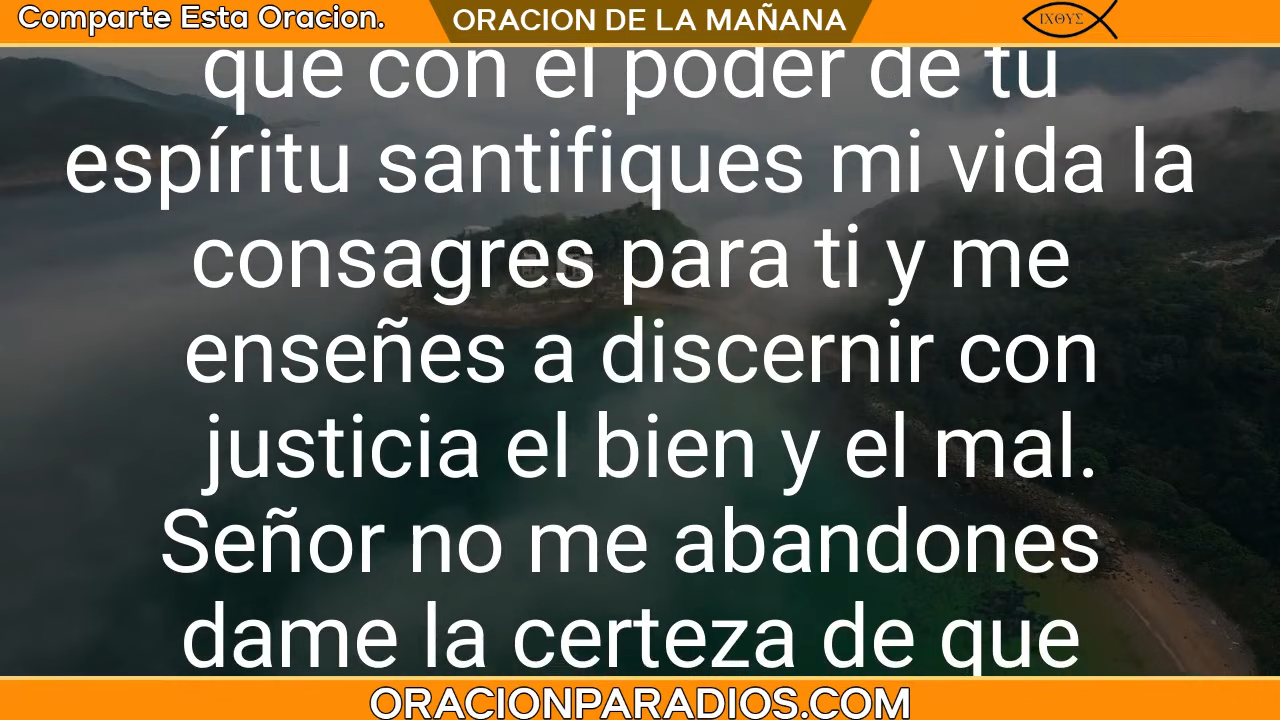 Comparte Esta Oracion.
ORACION DE LA MAÑANA
ΙΧΘΥΣ
que con el poder de tu
espíritu santifiques mi vida la
consagres para ti y me
enseñes a discernir con
justicia el bien y el mal.
Señor no me abandones
dame la certeza de que
ORACIONPARADIOS.COM